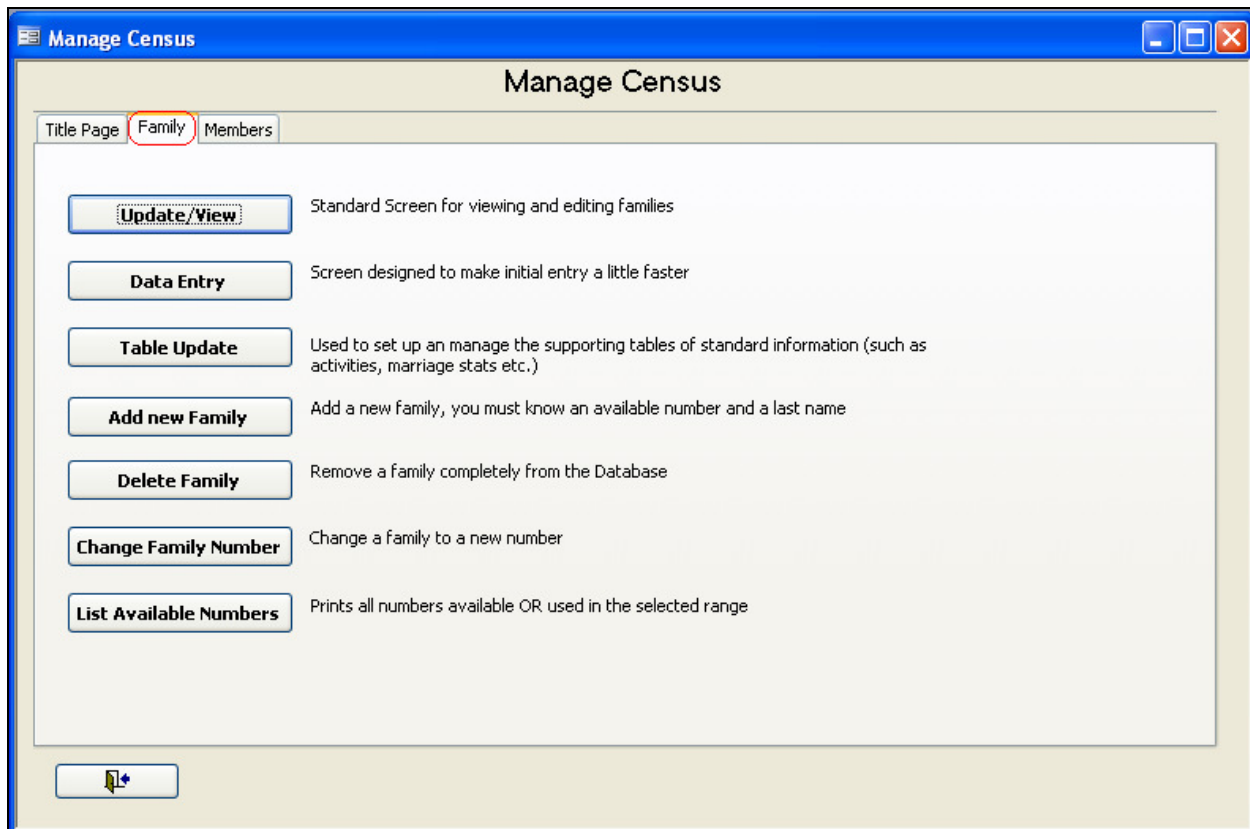 Manage Census
Manage Census
Title Page Family Members
Update/View Standard Screen for viewing and editing families
Data Entry Screen designed to make initial entry a little faster
Table Update Used to set up an manage the supporting tables of standard information (such as
activities, marriage stats etc.)
Add new Family Add a new family, you must know an available number and a last name
Delete Family Remove a family completely from the Database
Change Family Number Change a family to a new number
List Available Numbers Prints all numbers available OR used in the selected range